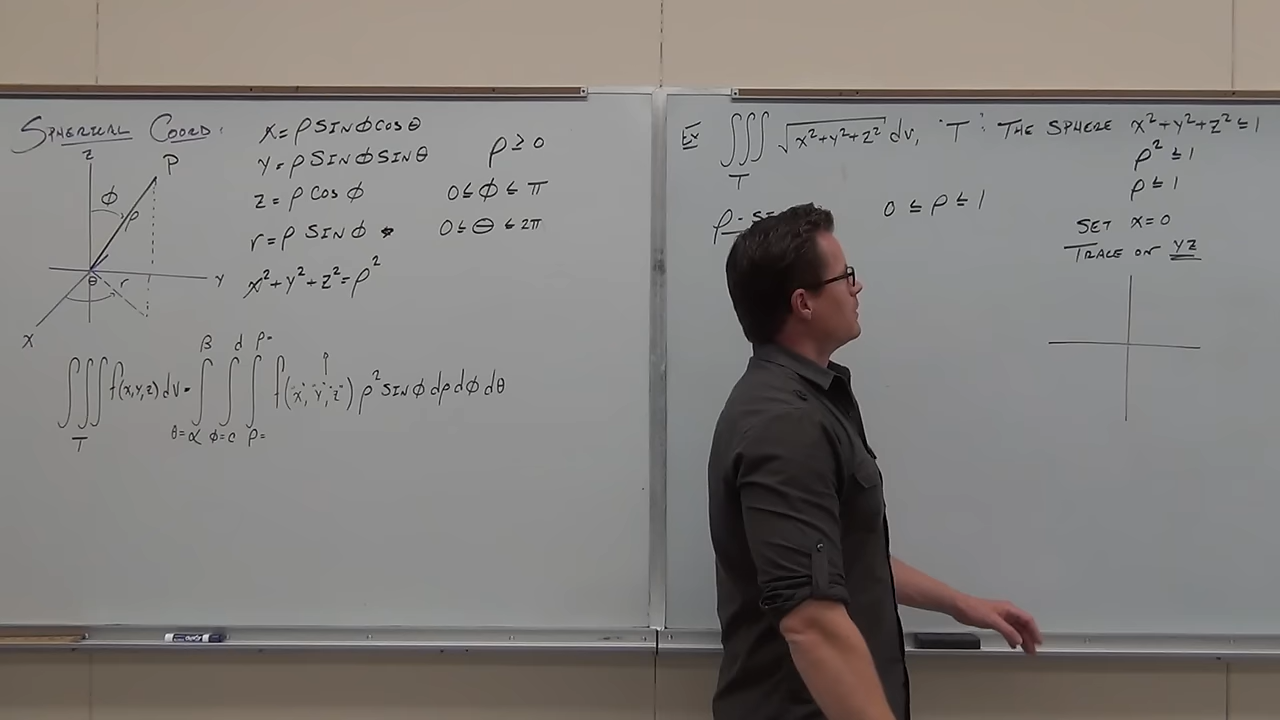 SPHERICAL COORD:
z
P
φ
ρ
θ
r
y
x
x = ρ SIN φ COS θ
y = ρ SIN φ SIN θ
z = ρ COS φ
r = ρ SIN φ
x² + y² + z² = ρ²
ρ ≥ 0
0 ≤ φ ≤ π
0 ≤ θ ≤ 2π
β d ρ=
∭ f(x,y,z) dV = ∫ ∫ ∫ f("x","y","z") ρ² SIN φ dρ dφ dθ
T θ=α φ=c ρ=
Ex ∭ √x²+y²+z² dV, "T": THE SPHERE x²+y²+z² ≤ 1
T
ρ² ≤ 1
ρ ≤ 1
0 ≤ ρ ≤ 1
SET x=0
TRACE ON YZ